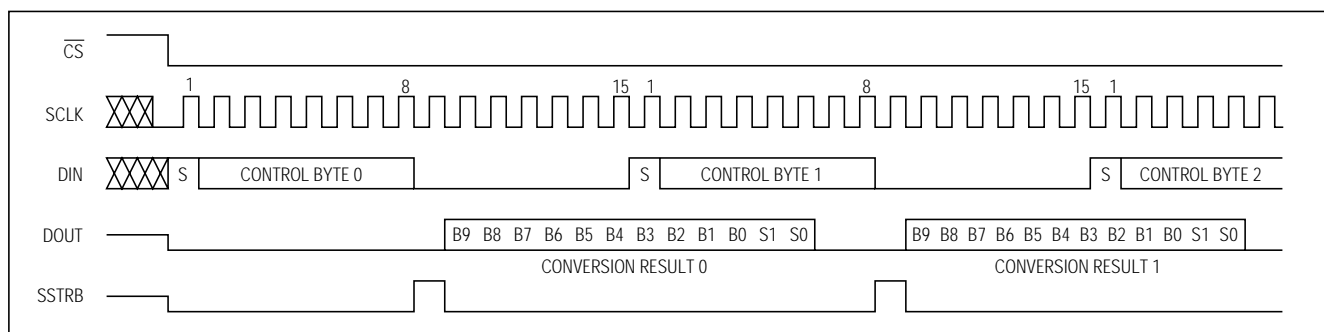 CS
1 8 15 1 8 15 1
SCLK
DIN S CONTROL BYTE 0 S CONTROL BYTE 1 S CONTROL BYTE 2
DOUT B9 B8 B7 B6 B5 B4 B3 B2 B1 B0 S1 S0 B9 B8 B7 B6 B5 B4 B3 B2 B1 B0 S1 S0
CONVERSION RESULT 0 CONVERSION RESULT 1
SSTRB